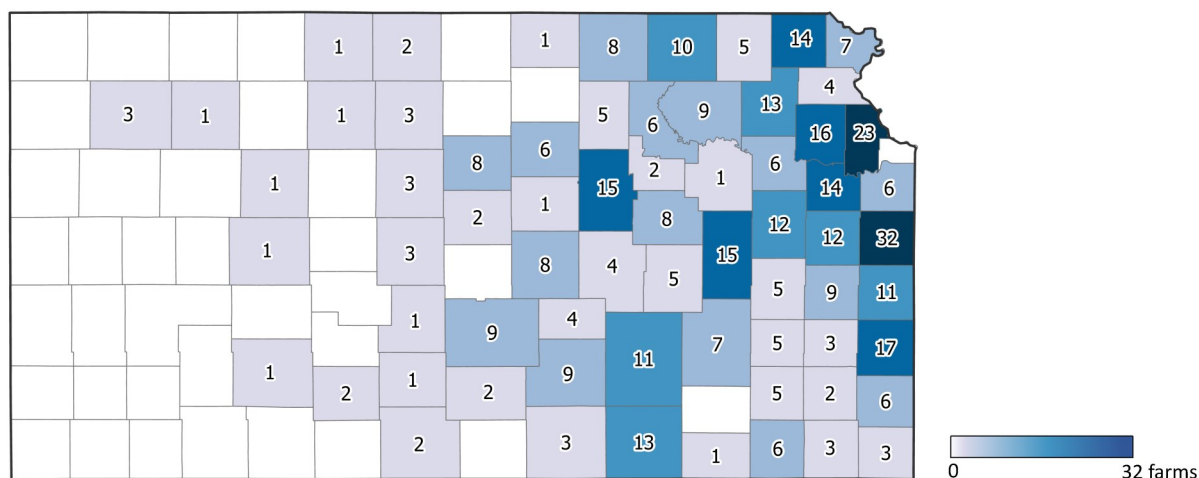 1 2 1 8 10 5 14 7
3 1 1 3 5 6 9 13 4
16 23
8 6
1 3 15 2 1 6 14 6
2 1 8
1 3 8 4 5 15 12 12 32
5 9 11
1 9 4 11 7 5 3 17
1 2 1 2 9 5 2 6
2 3 13 1 6 3 3
0 32 farms